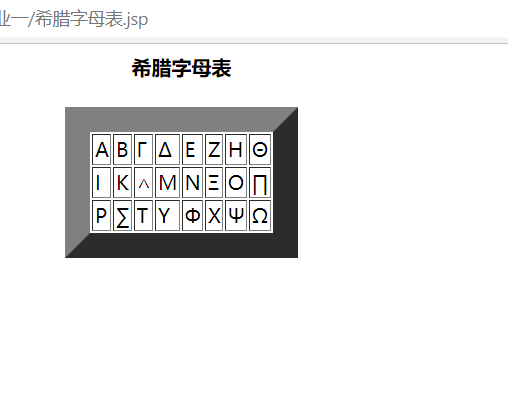 业一/希腊字母表.jsp
希腊字母表
Α Β Γ Δ Ε Ζ Η Θ
Ι Κ ∧ Μ Ν Ξ Ο ∏
Ρ ∑ Τ Υ Φ Χ Ψ Ω